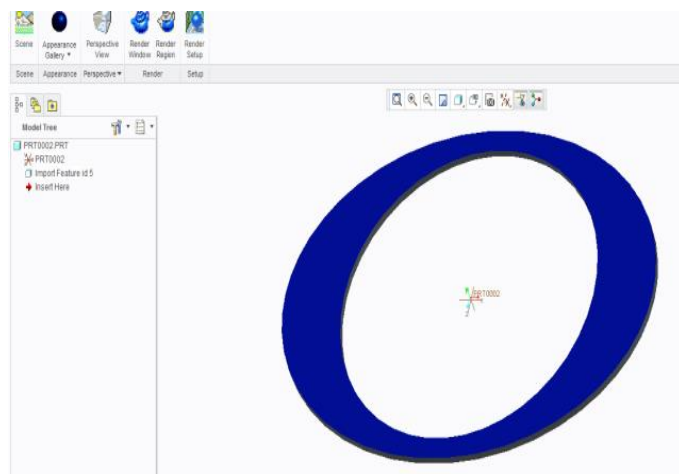 Scene Appearance Gallery ▾ Perspective View Render Window Render Region Render Setup
Scene Appearance Perspective ▾ Render Setup
Model Tree
PRT0002.PRT
PRT0002
Import Feature id 5
Insert Here
PRT0002